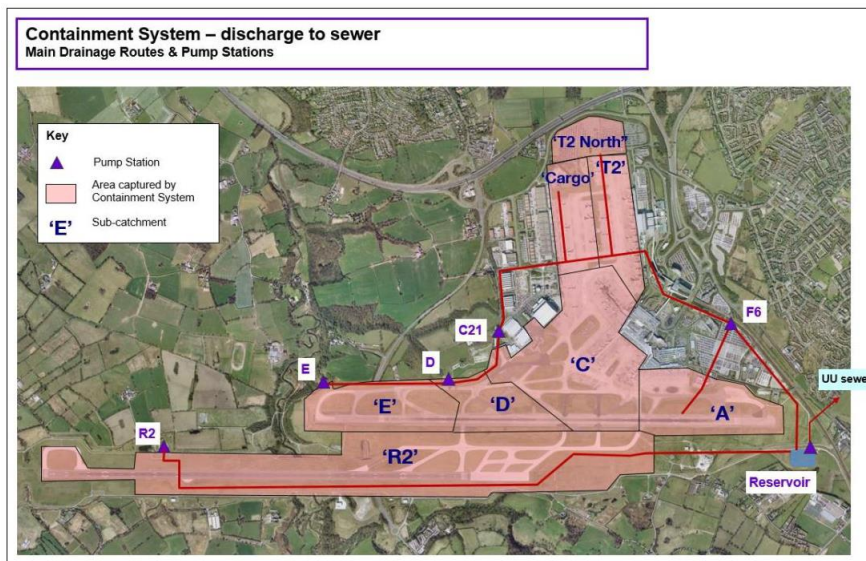 Containment System – discharge to sewer
Main Drainage Routes & Pump Stations
Key
Pump Station
Area captured by
Containment System
‘E’ Sub-catchment
‘T2 North"
‘Cargo’
‘T2’
C21
F6
E
D
‘C’
UU sewe
‘E’
‘D’
‘A’
R2
‘R2’
Reservoir